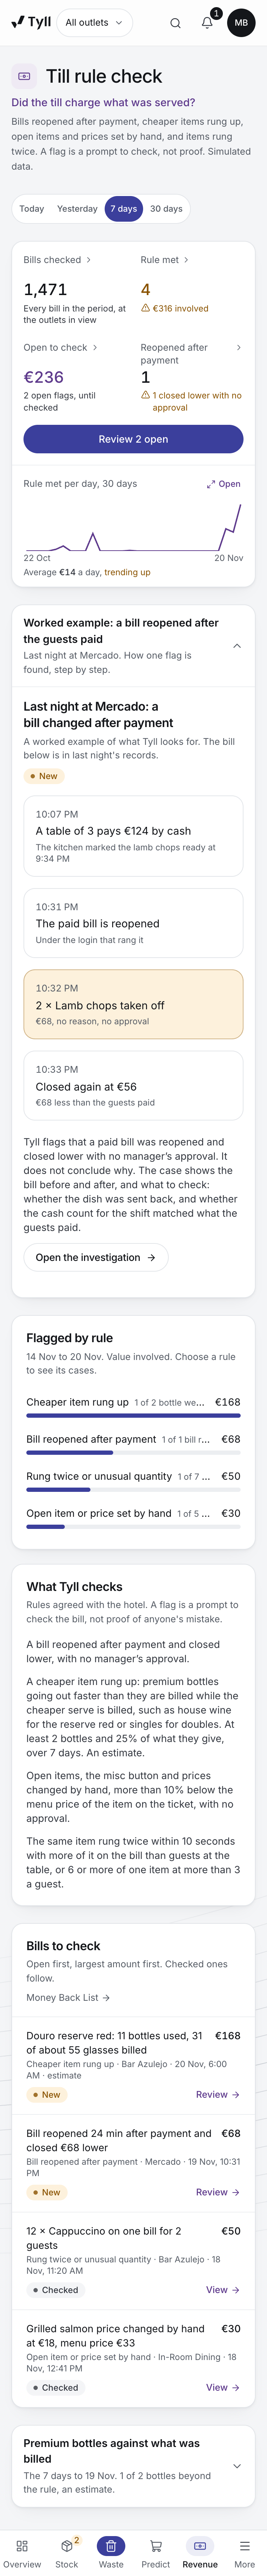 Tyll
All outlets
1
MB
Till rule check
Did the till charge what was served?
Bills reopened after payment, cheaper items rung up,
open items and prices set by hand, and items rung
twice. A flag is a prompt to check, not proof. Simulated
data.
Today
Yesterday
7 days
30 days
Bills checked
Rule met
1,471
4
Every bill in the period, at
the outlets in view
€316 involved
Open to check
Reopened after
payment
€236
1
2 open flags, until
checked
1 closed lower with no
approval
Review 2 open
Rule met per day, 30 days
Open
22 Oct
20 Nov
Average €14 a day, trending up
Worked example: a bill reopened after
the guests paid
Last night at Mercado. How one flag is
found, step by step.
Last night at Mercado: a
bill changed after payment
A worked example of what Tyll looks for. The bill
below is in last night's records.
New
10:07 PM
A table of 3 pays €124 by cash
The kitchen marked the lamb chops ready at
9:34 PM
10:31 PM
The paid bill is reopened
Under the login that rang it
10:32 PM
2 × Lamb chops taken off
€68, no reason, no approval
10:33 PM
Closed again at €56
€68 less than the guests paid
Tyll flags that a paid bill was reopened and
closed lower with no manager's approval. It
does not conclude why. The case shows the
bill before and after, and what to check:
whether the dish was sent back, and whether
the cash count for the shift matched what the
guests paid.
Open the investigation
Flagged by rule
14 Nov to 20 Nov. Value involved. Choose a rule
to see its cases.
Cheaper item rung up 1 of 2 bottle we... €168
Bill reopened after payment 1 of 1 bill r... €68
Rung twice or unusual quantity 1 of 7 ... €50
Open item or price set by hand 1 of 5 ... €30
What Tyll checks
Rules agreed with the hotel. A flag is a prompt to
check the bill, not proof of anyone's mistake.
A bill reopened after payment and closed
lower, with no manager's approval.
A cheaper item rung up: premium bottles
going out faster than they are billed while the
cheaper serve is billed, such as house wine
for the reserve red or singles for doubles. At
least 2 bottles and 25% of what they give,
over 7 days. An estimate.
Open items, the misc button and prices
changed by hand, more than 10% below the
menu price of the item on the ticket, with no
approval.
The same item rung twice within 10 seconds
with more of it on the bill than guests at the
table, or 6 or more of one item at more than 3
a guest.
Bills to check
Open first, largest amount first. Checked ones
follow.
Money Back List
Douro reserve red: 11 bottles used, 31
of about 55 glasses billed
€168
Cheaper item rung up · Bar Azulejo · 20 Nov, 6:00
AM · estimate
New
Review
Bill reopened 24 min after payment and
closed €68 lower
€68
Bill reopened after payment · Mercado · 19 Nov, 10:31
PM
New
Review
12 × Cappuccino on one bill for 2
guests
€50
Rung twice or unusual quantity · Bar Azulejo · 18
Nov, 11:20 AM
Checked
View
Grilled salmon price changed by hand
at €18, menu price €33
€30
Open item or price set by hand · In-Room Dining · 18
Nov, 12:41 PM
Checked
View
Premium bottles against what was
billed
The 7 days to 19 Nov. 1 of 2 bottles beyond
the rule, an estimate.
2
Overview
Stock
Waste
Predict
Revenue
More